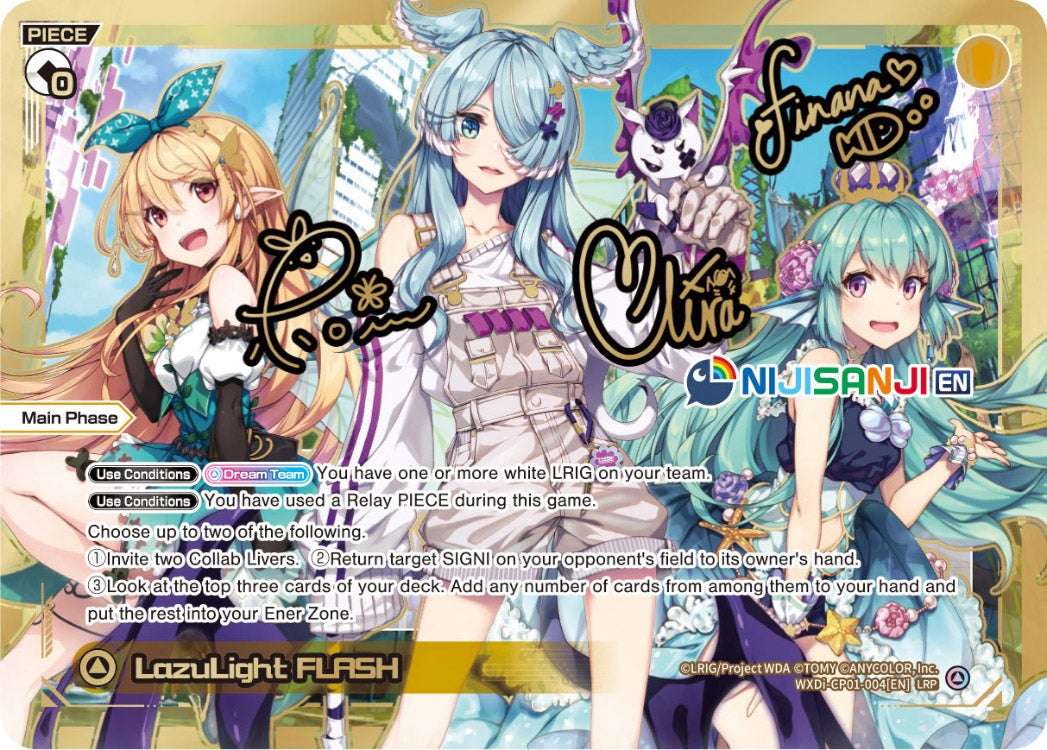 PIECE
0
Finana
Pomu
Elira
NIJISANJI EN
Main Phase
Use Conditions Dream Team You have one or more white LRIG on your team.
Use Conditions You have used a Relay PIECE during this game.
Choose up to two of the following.
①Invite two Collab Livers. ②Return target SIGNI on your opponent's field to its owner's hand.
③Look at the top three cards of your deck. Add any number of cards from among them to your hand and
put the rest into your Ener Zone.
LazuLight FLASH
©LRIG/Project WDA ©TOMY ©ANYCOLOR, Inc.
WXDi-CP01-004[EN] LRP